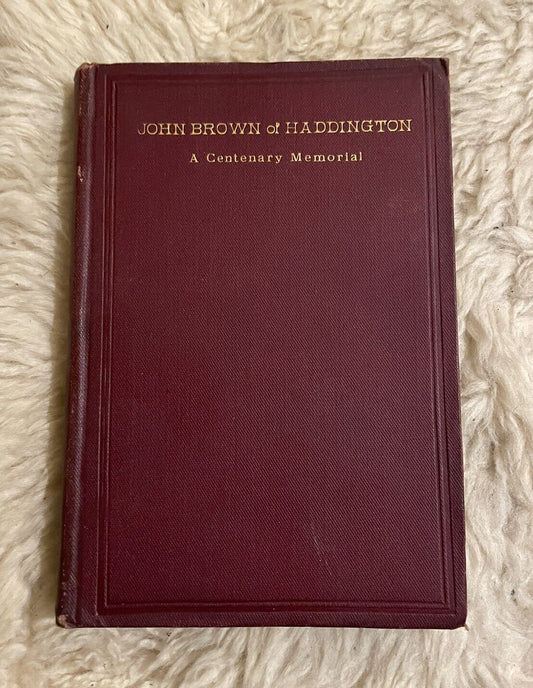 JOHN BROWN of HADDINGTON
A Centenary Memorial